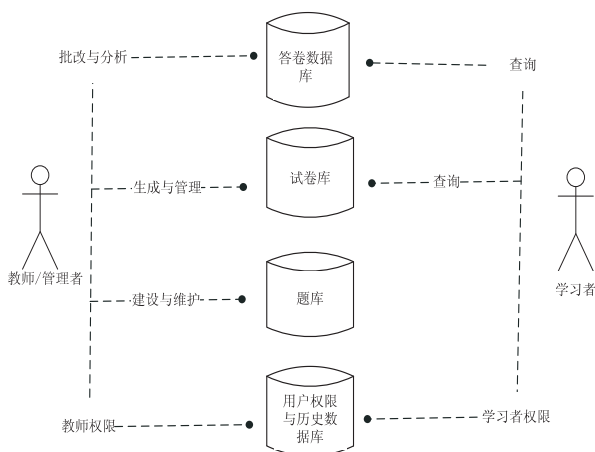 批改与分析
答卷数据
库
查询
试卷库
生成与管理
查询
教师/管理者
学习者
建设与维护
题库
用户权限
与历史数
据库
教师权限
学习者权限